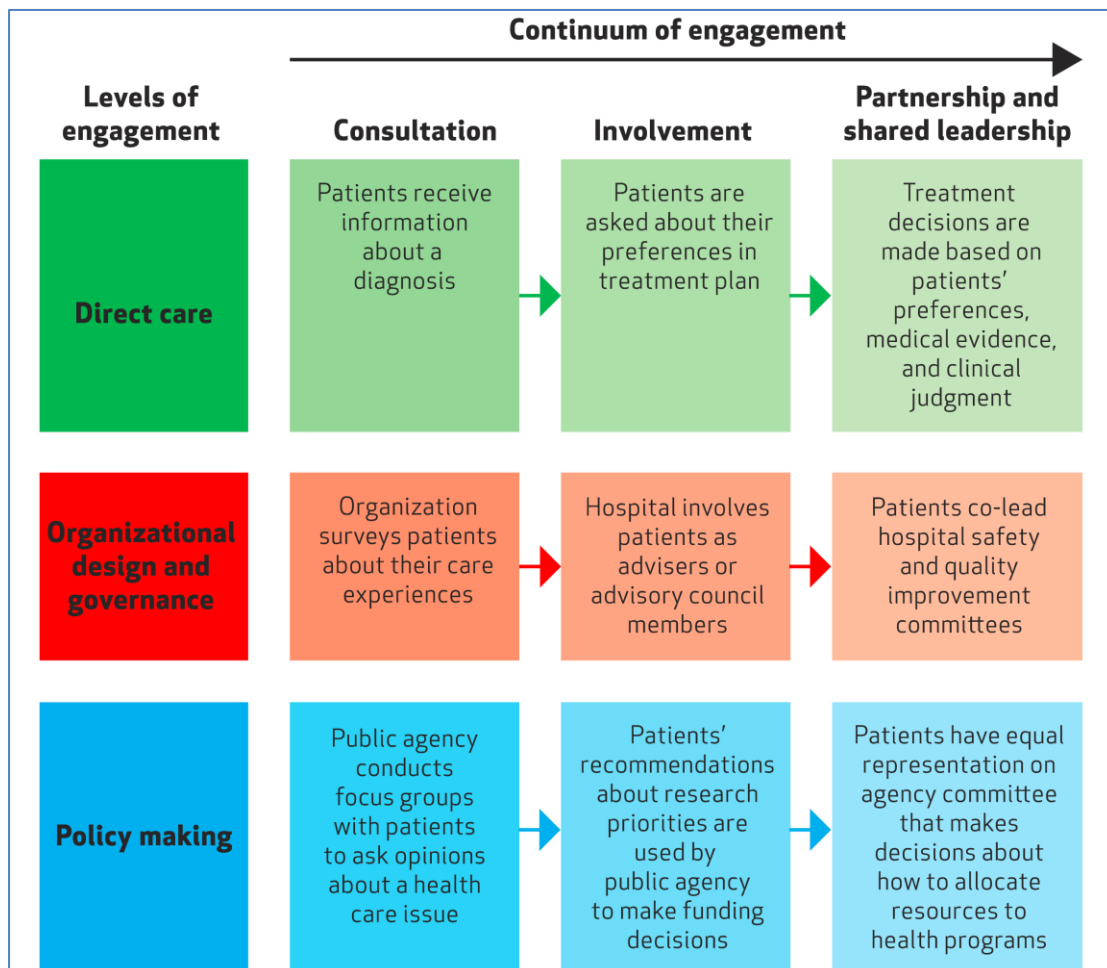 Continuum of engagement
Levels of
engagement
Consultation
Involvement
Partnership and
shared leadership
Direct care
Patients receive
information
about a
diagnosis
Patients are
asked about their
preferences in
treatment plan
Treatment
decisions are
made based on
patients’
preferences,
medical evidence,
and clinical
judgment
Organizational
design and
governance
Organization
surveys patients
about their care
experiences
Hospital involves
patients as
advisers or
advisory council
members
Patients co-lead
hospital safety
and quality
improvement
committees
Policy making
Public agency
conducts
focus groups
with patients
to ask opinions
about a health
care issue
Patients’
recommendations
about research
priorities are
used by
public agency
to make funding
decisions
Patients have equal
representation on
agency committee
that makes
decisions about
how to allocate
resources to
health programs